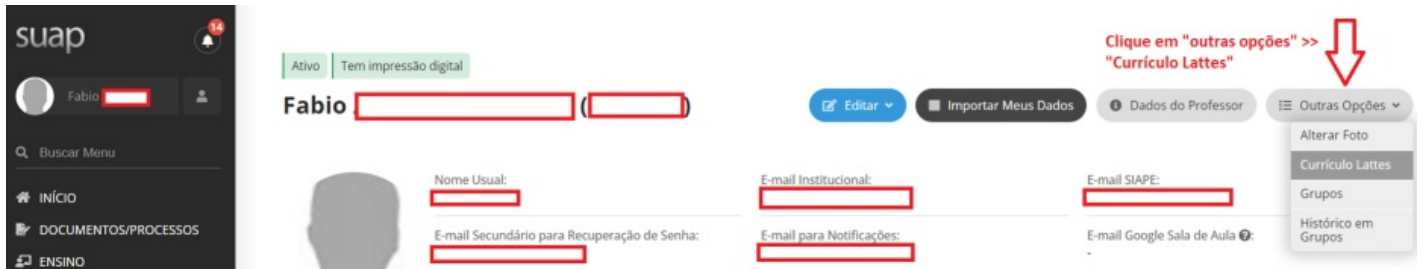 suap
14
Fabio
Buscar Menu
INÍCIO
DOCUMENTOS/PROCESSOS
ENSINO
Clique em "outras opções" >>
"Currículo Lattes"
Ativo Tem impressão digital
Fabio ( )
Editar Importar Meus Dados Dados do Professor Outras Opções
Alterar Foto
Currículo Lattes
Grupos
Histórico em
Grupos
Nome Usual: E-mail Institucional: E-mail SIAPE:
E-mail Secundário para Recuperação de Senha: E-mail para Notificações: E-mail Google Sala de Aula ?:
-